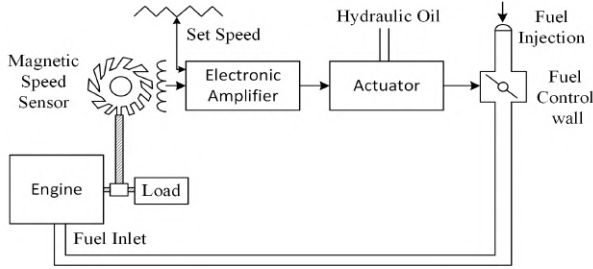 Hydraulic Oil
Fuel
Injection
Set Speed
Magnetic
Speed
Sensor
Electronic
Amplifier
Actuator
Fuel
Control
wall
Engine
Load
Fuel Inlet